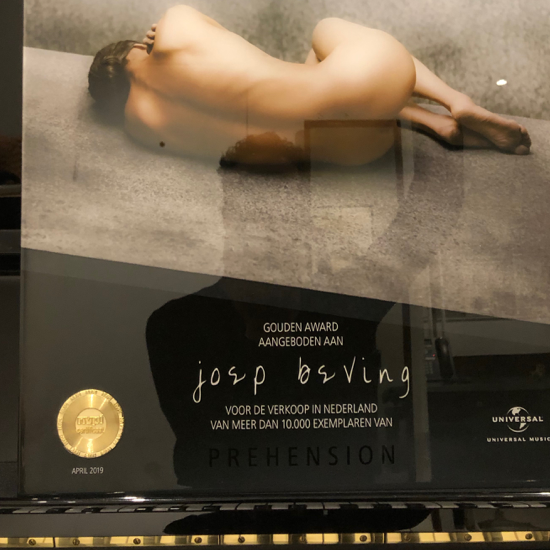 GOUDEN AWARD
AANGEBODEN AAN
joep beving
VOOR DE VERKOOP IN NEDERLAND
VAN MEER DAN 10.000 EXEMPLAREN VAN
PREHENSION
APRIL 2019
UNIVERSAL
UNIVERSAL MUSIC